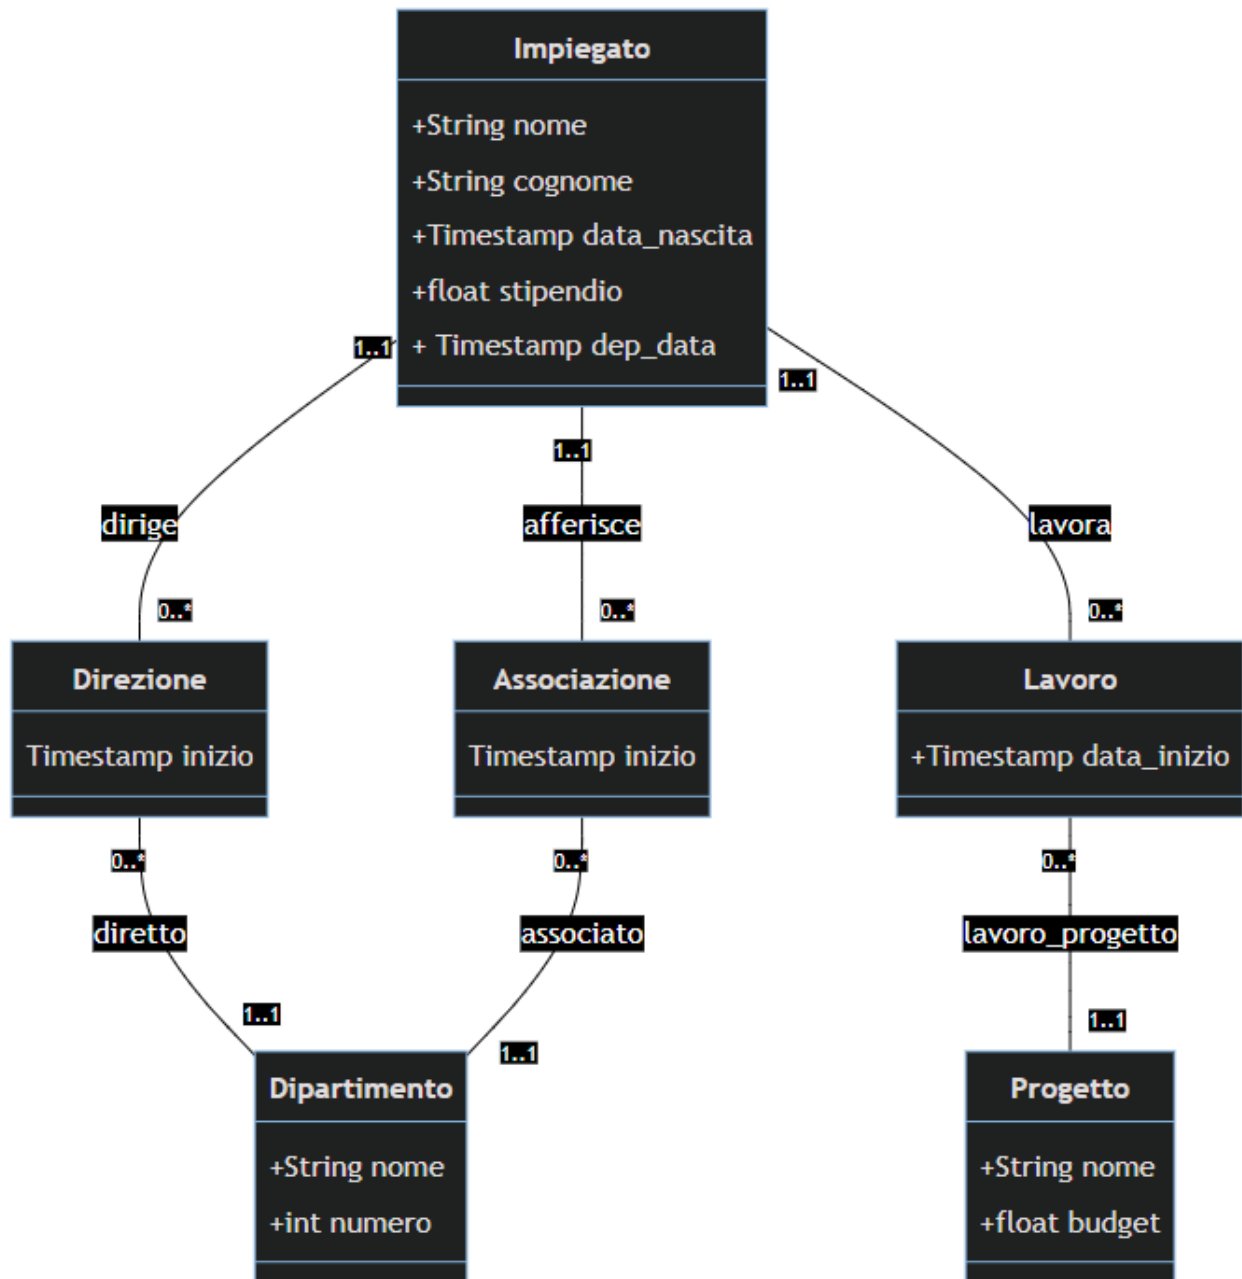 Impiegato
+String nome
+String cognome
+Timestamp data_nascita
+float stipendio
+ Timestamp dep_data
1..1
1..1
1..1
dirige
afferisce
lavora
0..*
0..*
0..*
Direzione
Timestamp inizio
Associazione
Timestamp inizio
Lavoro
+Timestamp data_inizio
0..*
0..*
0..*
diretto
associato
lavoro_progetto
1..1
1..1
1..1
Dipartimento
+String nome
+int numero
Progetto
+String nome
+float budget